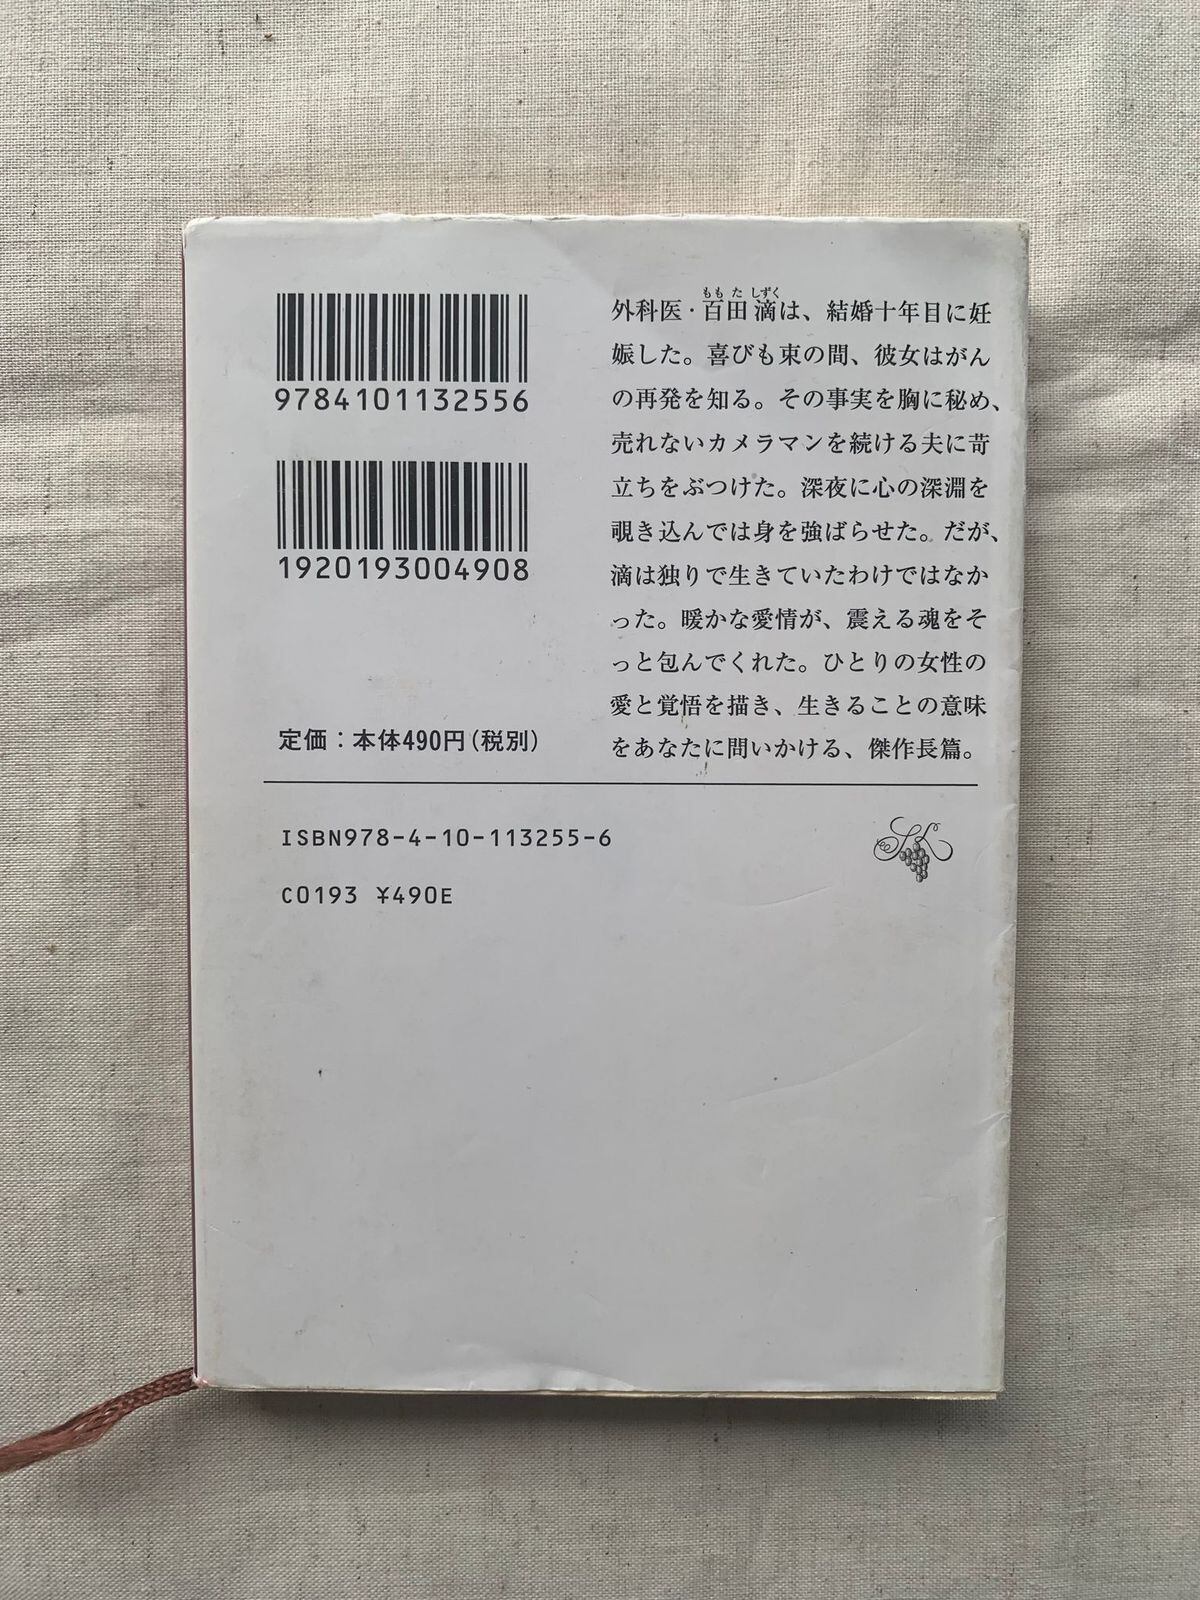 9784101132556
1920193004908
定価：本体490円(税別)
外科医・百田滴は、結婚十年目に妊
ももた しずく
娠した。喜びも束の間、彼女はがん
の再発を知る。その事実を胸に秘め、
売れないカメラマンを続ける夫に苛
立ちをぶつけた。深夜に心の深淵を
覗き込んでは身を強ばらせた。だが、
滴は独りで生きていたわけではなか
った。暖かな愛情が、震える魂をそ
っと包んでくれた。ひとりの女性の
愛と覚悟を描き、生きることの意味
をあなたに問いかける、傑作長篇。
ISBN978-4-10-113255-6
C0193 ¥490E
SK